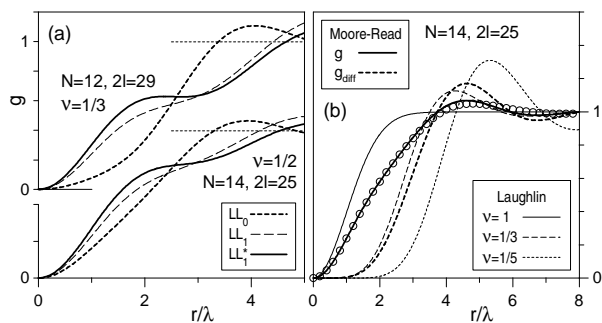 (a)
1
N=12, 2l=29
ν=1/3
g
0
1
ν=1/2
N=14, 2l=25
LL0
LL1
LL1*
0
0
2
4
r/λ
Moore-Read
g
gdiff
N=14, 2l=25
(b)
1
Laughlin
ν= 1
ν=1/3
ν=1/5
0
0
2
4
6
8
r/λ